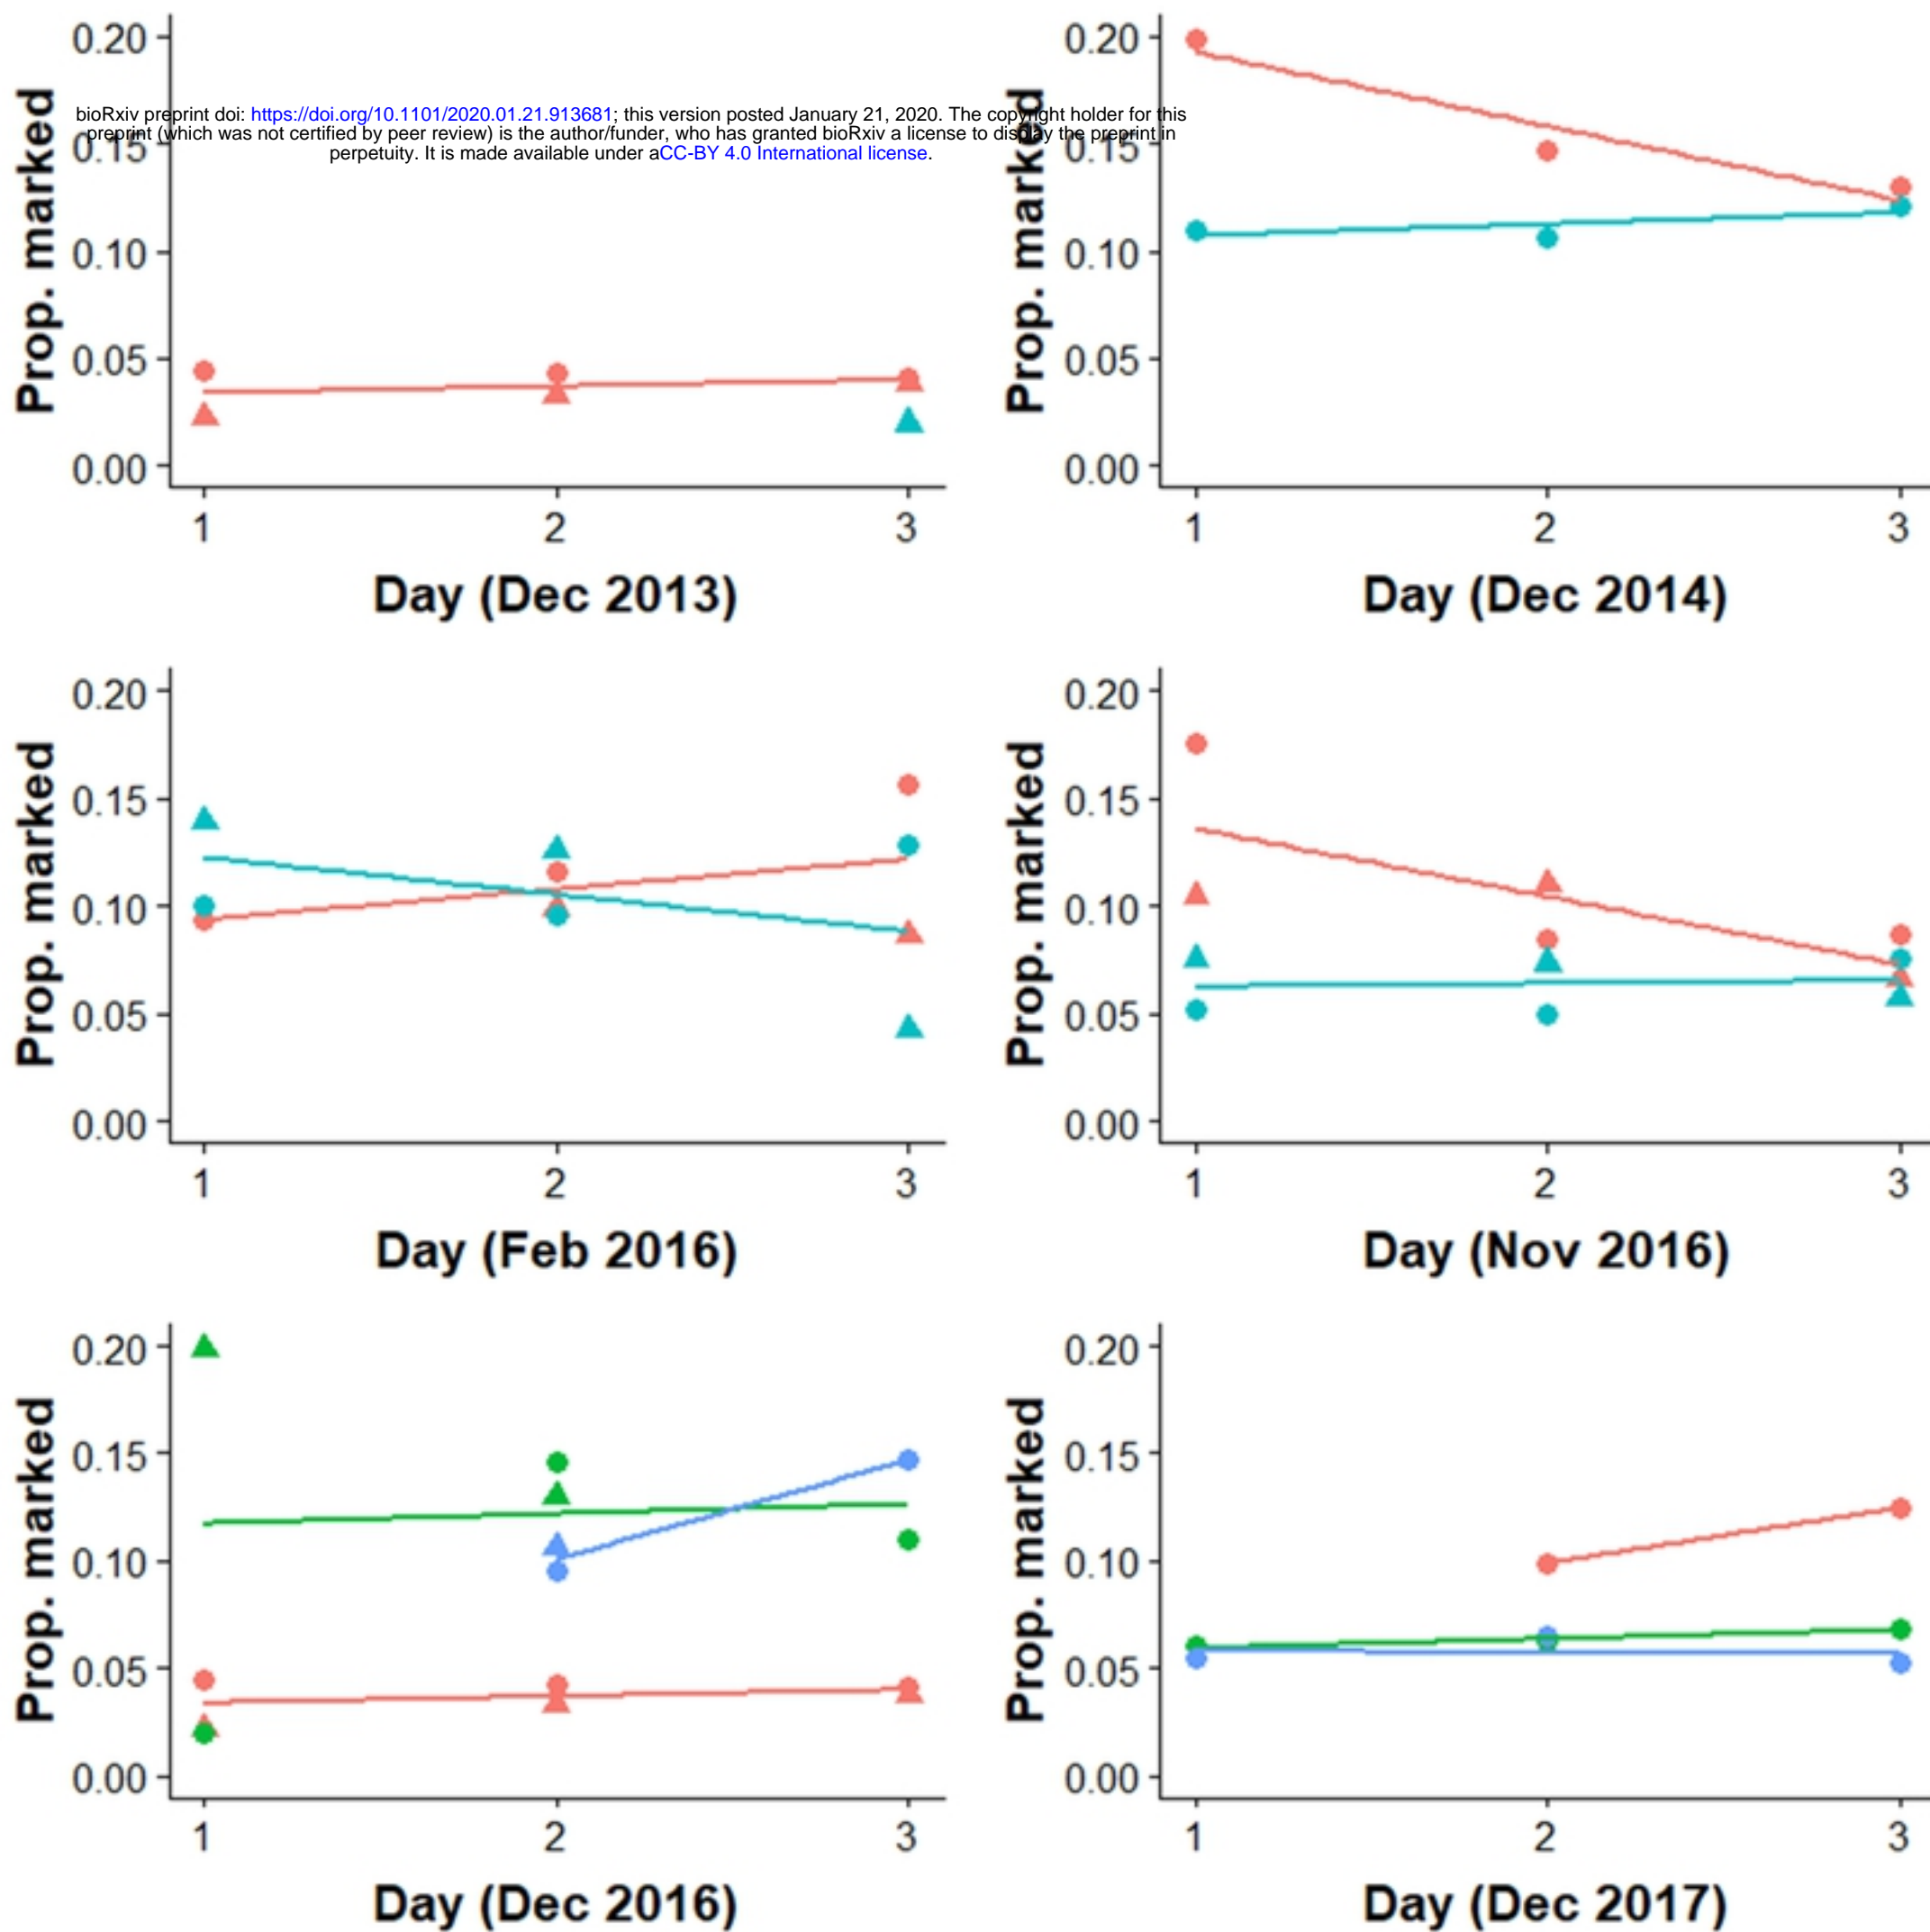 bioRxiv preprint doi: https://doi.org/10.1101/2020.01.21.913681; this version posted January 21, 2020. The copyright holder for this
preprint (which was not certified by peer review) is the author/funder, who has granted bioRxiv a license to display the preprint in
perpetuity. It is made available under aCC-BY 4.0 International license.
Prop. marked
0.20
0.15
0.10
0.05
0.00
1 2 3
Day (Dec 2013)
Prop. marked
0.20
0.15
0.10
0.05
0.00
1 2 3
Day (Dec 2014)
Prop. marked
0.20
0.15
0.10
0.05
0.00
1 2 3
Day (Feb 2016)
Prop. marked
0.20
0.15
0.10
0.05
0.00
1 2 3
Day (Nov 2016)
Prop. marked
0.20
0.15
0.10
0.05
0.00
1 2 3
Day (Dec 2016)
Prop. marked
0.20
0.15
0.10
0.05
0.00
1 2 3
Day (Dec 2017)